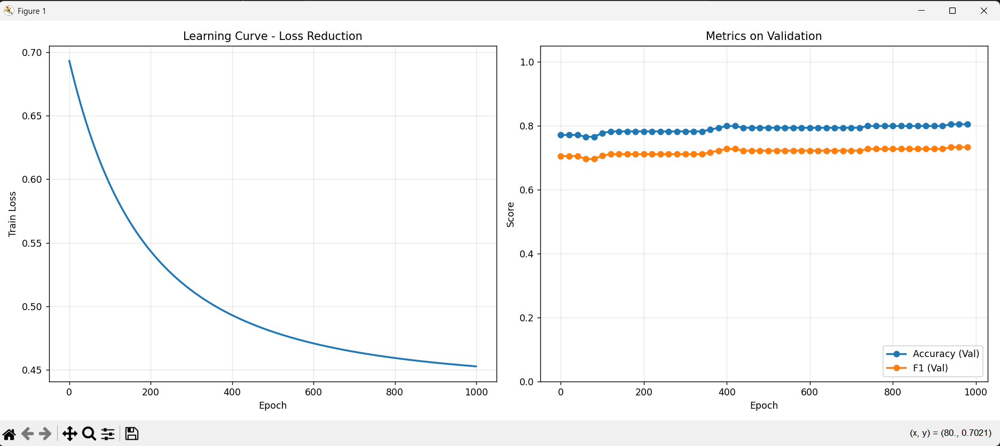 Figure 1
Learning Curve - Loss Reduction
0.70
0.65
0.60
0.55
0.50
0.45
Train Loss
0 200 400 600 800 1000
Epoch
Metrics on Validation
1.0
0.8
0.6
0.4
0.2
0.0
Score
Accuracy (Val)
F1 (Val)
0 200 400 600 800 1000
Epoch
(x, y) = (80., 0.7021)